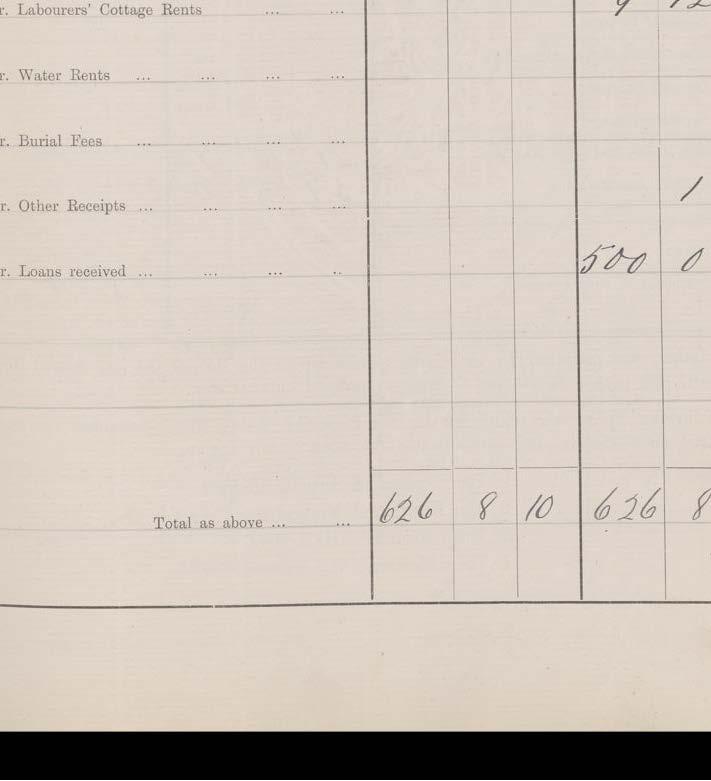 r. Labourers' Cottage Rents ... ... 9 12
r. Water Rents ... ... ... ...
r. Burial Fees ... ... ... ...
r. Other Receipts ... ... ... ... 1
r. Loans received ... ... ... .. 500 0
Total as above ... ... 626 8 10 626 8